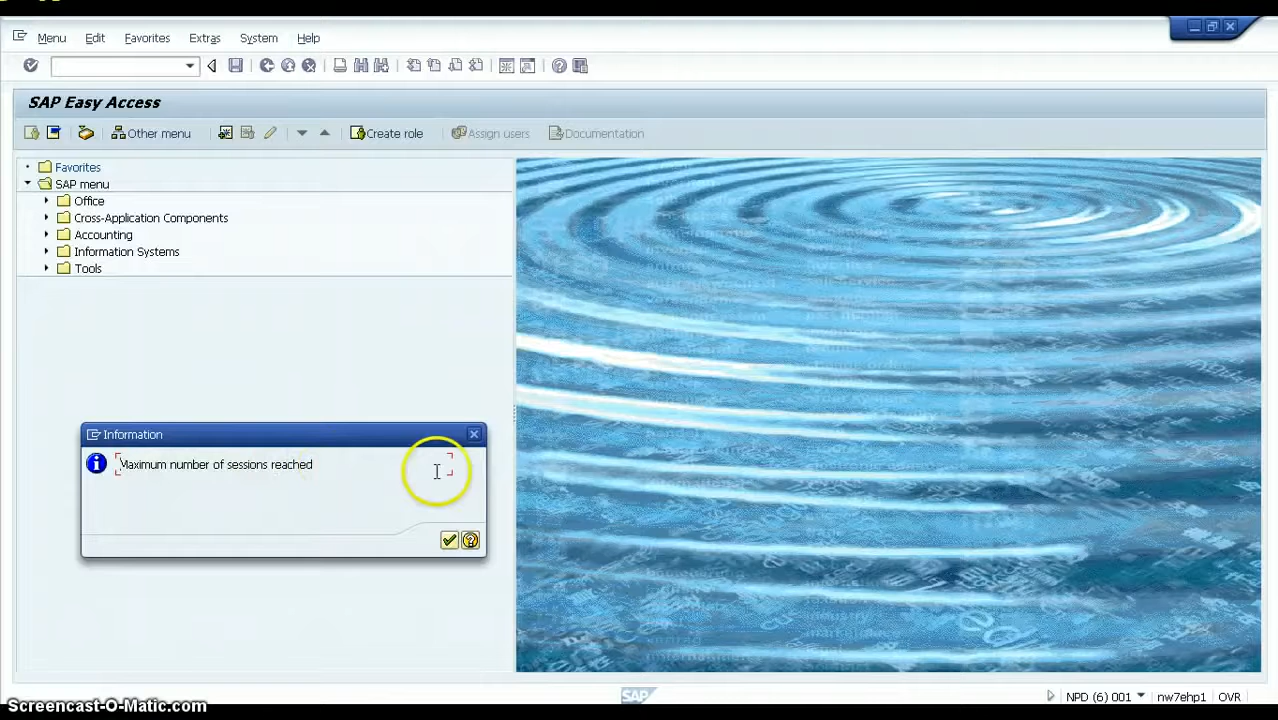 Menu Edit Favorites Extras System Help
SAP Easy Access
Other menu Create role Assign users Documentation
Favorites
SAP menu
Office
Cross-Application Components
Accounting
Information Systems
Tools
Information
Maximum number of sessions reached
SAP
NPD (6) 001 nw7ehp1 OVR
Screencast-O-Matic.com